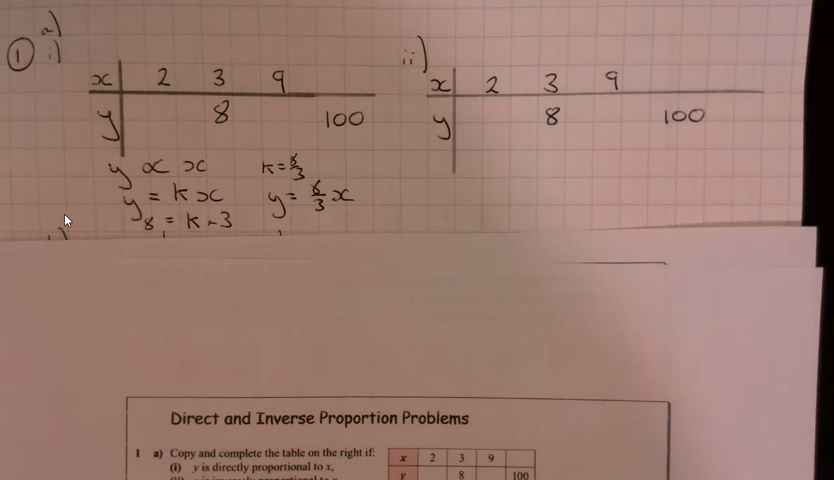 a)
① i)
x 2 3 9
y 8 100
y ∝ x
y = kx
8 = k × 3
k = 8/3
y = 8/3 x
ii)
x 2 3 9
y 8 100
Direct and Inverse Proportion Problems
1 a) Copy and complete the table on the right if:
(i) y is directly proportional to x,
x 2 3 9
y 8 100